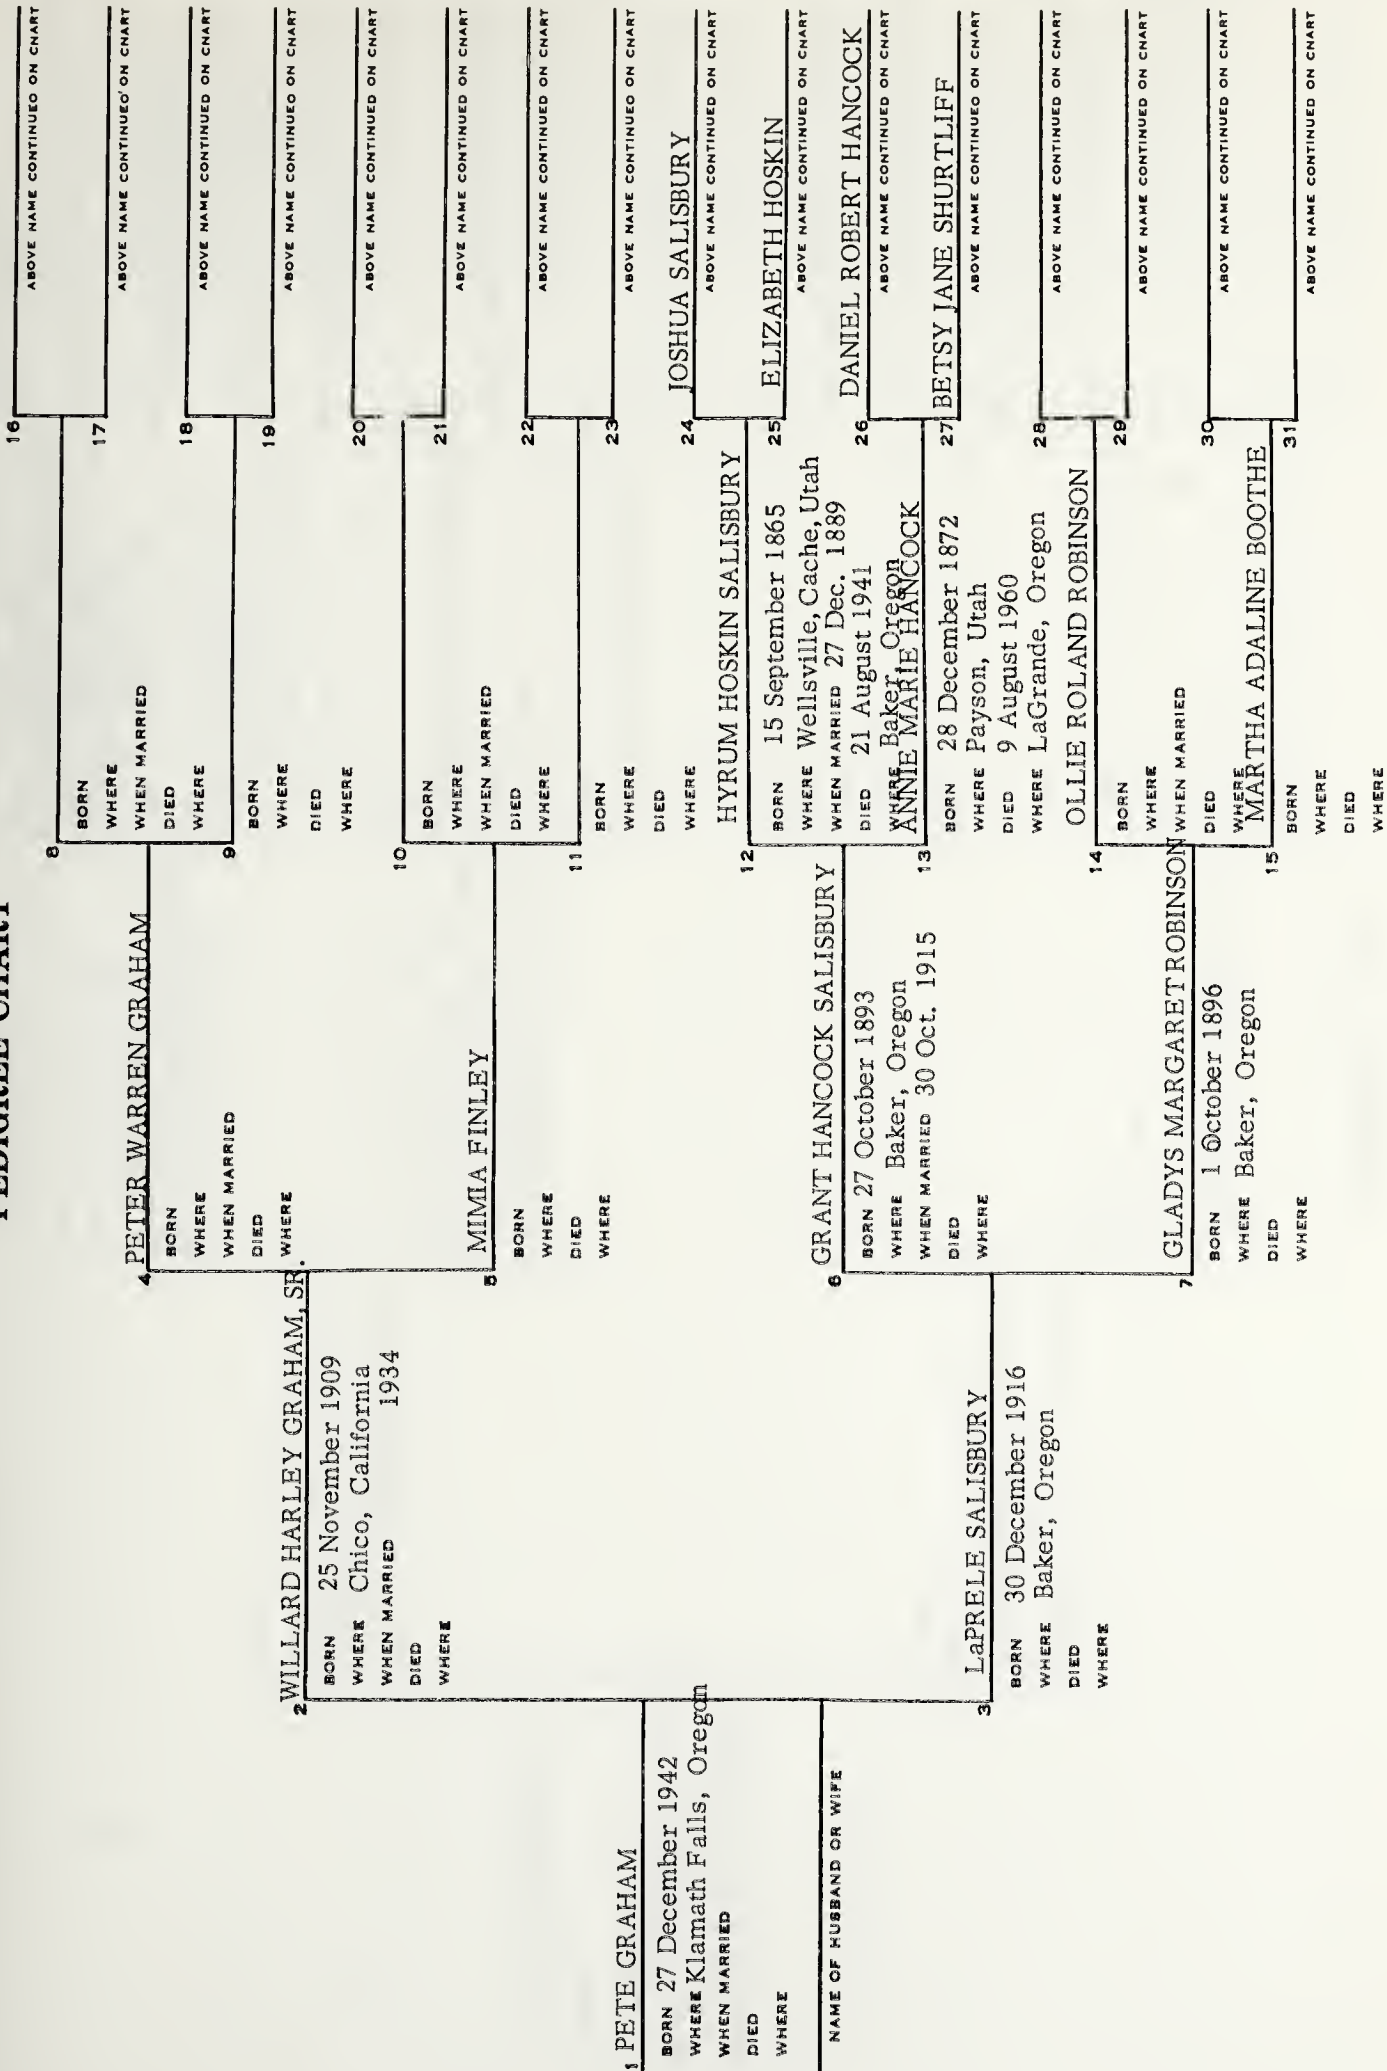 PEDIGREE CHART
1 PETE GRAHAM
BORN 27 December 1942
WHERE Klamath Falls, Oregon
WHEN MARRIED
DIED
WHERE
NAME OF HUSBAND OR WIFE
2 WILLARD HARLEY GRAHAM, SR.
BORN 25 November 1909
WHERE Chico, California
WHEN MARRIED 1934
DIED
WHERE
3 LaPRELE SALISBURY
BORN 30 December 1916
WHERE Baker, Oregon
DIED
WHERE
4 PETER WARREN GRAHAM
BORN
WHERE
WHEN MARRIED
DIED
WHERE
5 MIMIA FINLEY
BORN
WHERE
DIED
WHERE
6 GRANT HANCOCK SALISBURY
BORN 27 October 1893
WHERE Baker, Oregon
WHEN MARRIED 30 Oct. 1915
DIED
WHERE
7 GLADYS MARGARET ROBINSON
BORN 1 October 1896
WHERE Baker, Oregon
DIED
WHERE
8
BORN
WHERE
WHEN MARRIED
DIED
WHERE
9
BORN
WHERE
DIED
WHERE
10
BORN
WHERE
WHEN MARRIED
DIED
WHERE
11
BORN
WHERE
DIED
WHERE
12 HYRUM HOSKIN SALISBURY
BORN 15 September 1865
WHERE Wellsville, Cache, Utah
WHEN MARRIED 27 Dec. 1889
DIED 21 August 1941
WHERE Baker, Oregon
13 ANNIE MARIE HANCOCK
BORN 28 December 1872
WHERE Payson, Utah
DIED 9 August 1960
WHERE LaGrande, Oregon
14 OLLIE ROLAND ROBINSON
BORN
WHERE
WHEN MARRIED
DIED
WHERE
15 MARTHA ADALINE BOOTHE
BORN
WHERE
DIED
WHERE
16
ABOVE NAME CONTINUED ON CHART
17
ABOVE NAME CONTINUED ON CHART
18
ABOVE NAME CONTINUED ON CHART
19
ABOVE NAME CONTINUED ON CHART
20
ABOVE NAME CONTINUED ON CHART
21
ABOVE NAME CONTINUED ON CHART
22
ABOVE NAME CONTINUED ON CHART
23
ABOVE NAME CONTINUED ON CHART
24 JOSHUA SALISBURY
ABOVE NAME CONTINUED ON CHART
25 ELIZABETH HOSKIN
ABOVE NAME CONTINUED ON CHART
26 DANIEL ROBERT HANCOCK
ABOVE NAME CONTINUED ON CHART
27 BETSY JANE SHURTLIFF
ABOVE NAME CONTINUED ON CHART
28
ABOVE NAME CONTINUED ON CHART
29
ABOVE NAME CONTINUED ON CHART
30
ABOVE NAME CONTINUED ON CHART
31
ABOVE NAME CONTINUED ON CHART